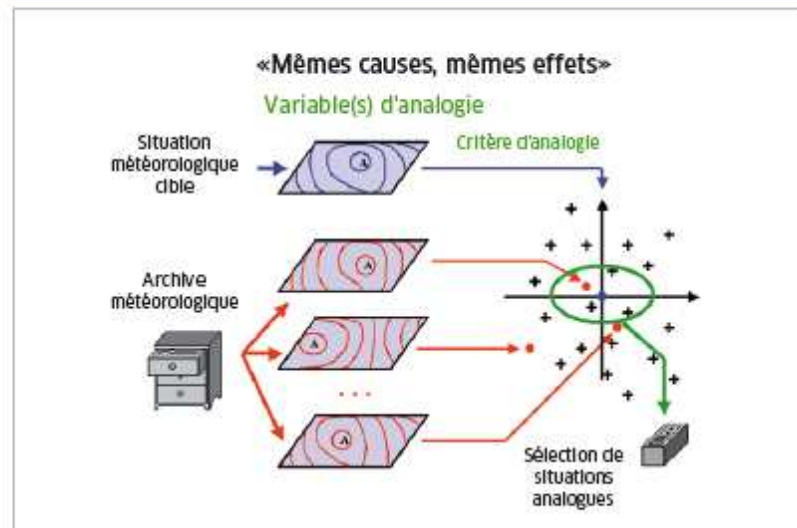 «Mêmes causes, mêmes effets»
Variable(s) d'analogie
Situation
météorologique
cible
Critère d'analogie
A
Archive
météorologique
A
A
...
A
Sélection de
situations
analogues